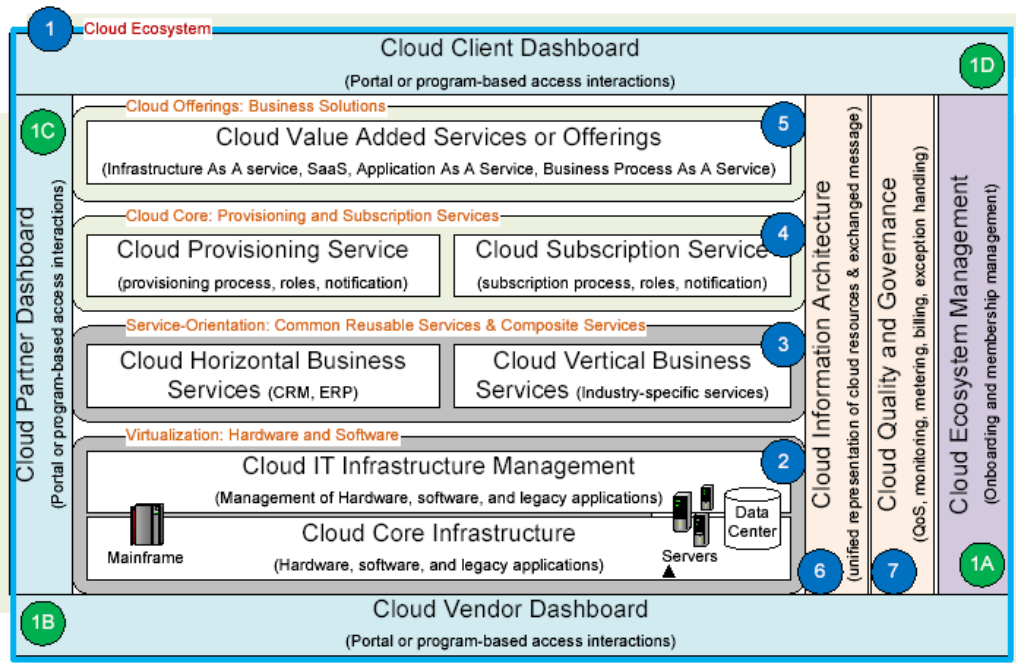 1
Cloud Ecosystem
Cloud Client Dashboard
(Portal or program-based access interactions)
1D
1C
Cloud Partner Dashboard
(Portal or program-based access interactions)
Cloud Offerings: Business Solutions
5
Cloud Value Added Services or Offerings
(Infrastructure As A service, SaaS, Application As A Service, Business Process As A Service)
Cloud Core: Provisioning and Subscription Services
4
Cloud Provisioning Service
(provisioning process, roles, notification)
Cloud Subscription Service
(subscription process, roles, notification)
Service-Orientation: Common Reusable Services & Composite Services
3
Cloud Horizontal Business
Services (CRM, ERP)
Cloud Vertical Business
Services (Industry-specific services)
Virtualization: Hardware and Software
2
Cloud IT Infrastructure Management
(Management of Hardware, software, and legacy applications)
Cloud Core Infrastructure
(Hardware, software, and legacy applications)
Mainframe
Servers
Data
Center
Cloud Information Architecture
(unified representation of cloud resources & exchanged message)
6
Cloud Quality and Governance
(QoS, monitoring, metering, billing, exception handling)
7
Cloud Ecosystem Management
(Onboarding and membership management)
1A
1B
Cloud Vendor Dashboard
(Portal or program-based access interactions)